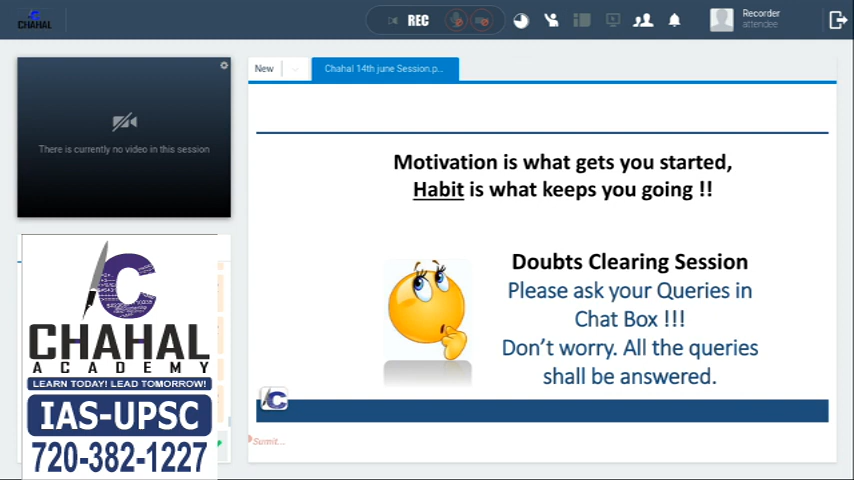 CHAHAL
REC
Recorder
attendee
New
Chahal 14th june Session.p...
There is currently no video in this session
Motivation is what gets you started,
Habit is what keeps you going !!
Doubts Clearing Session
Please ask your Queries in
Chat Box !!!
Don't worry. All the queries
shall be answered.
CHAHAL
ACADEMY
LEARN TODAY! LEAD TOMORROW!
IAS-UPSC
720-382-1227
Sumit...